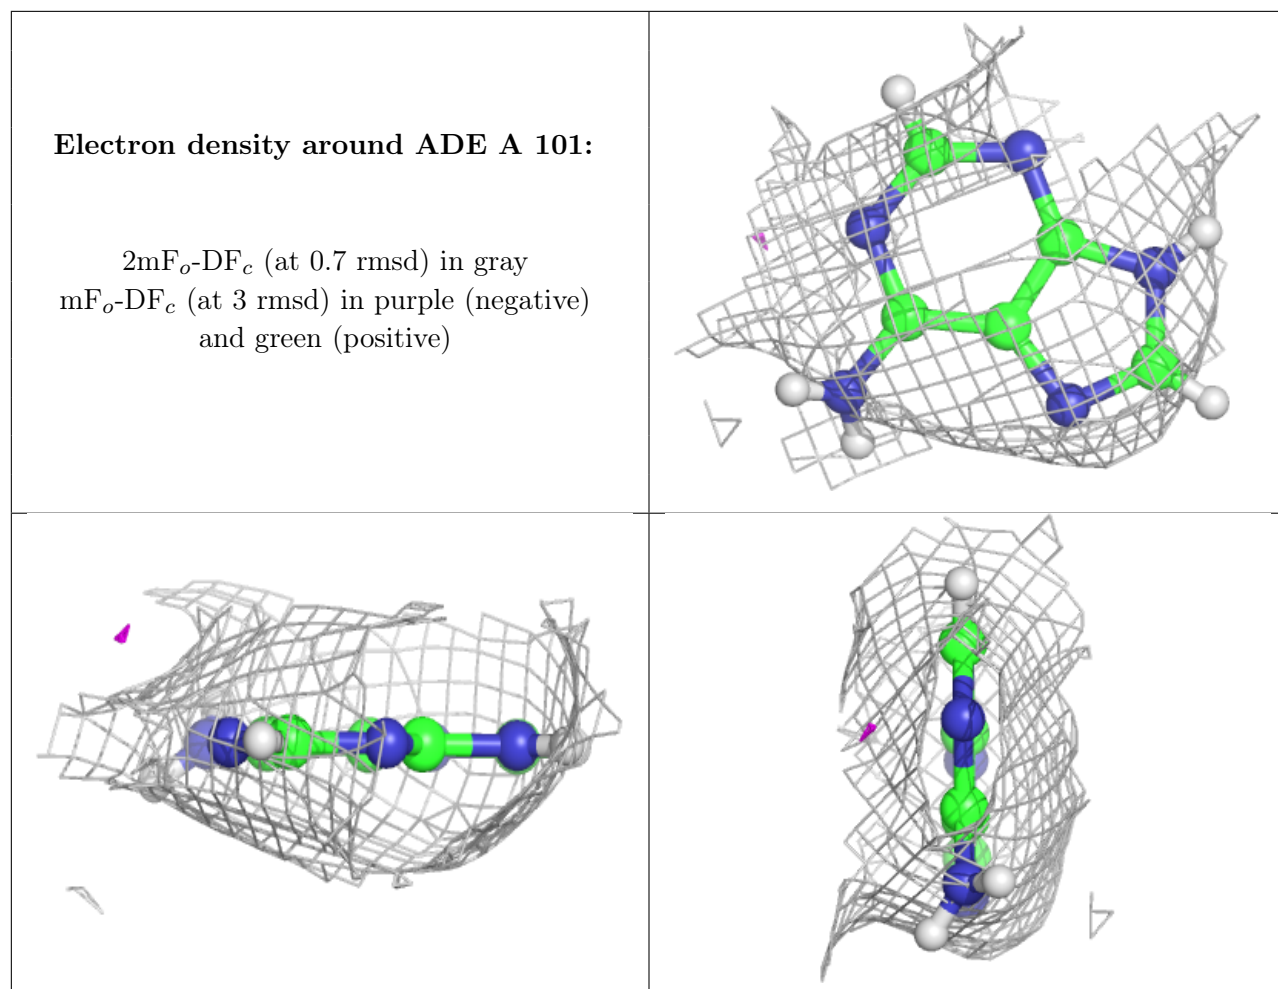 Electron density around ADE A 101:
2mFₒ-DF𝒸 (at 0.7 rmsd) in gray
mFₒ-DF𝒸 (at 3 rmsd) in purple (negative)
and green (positive)